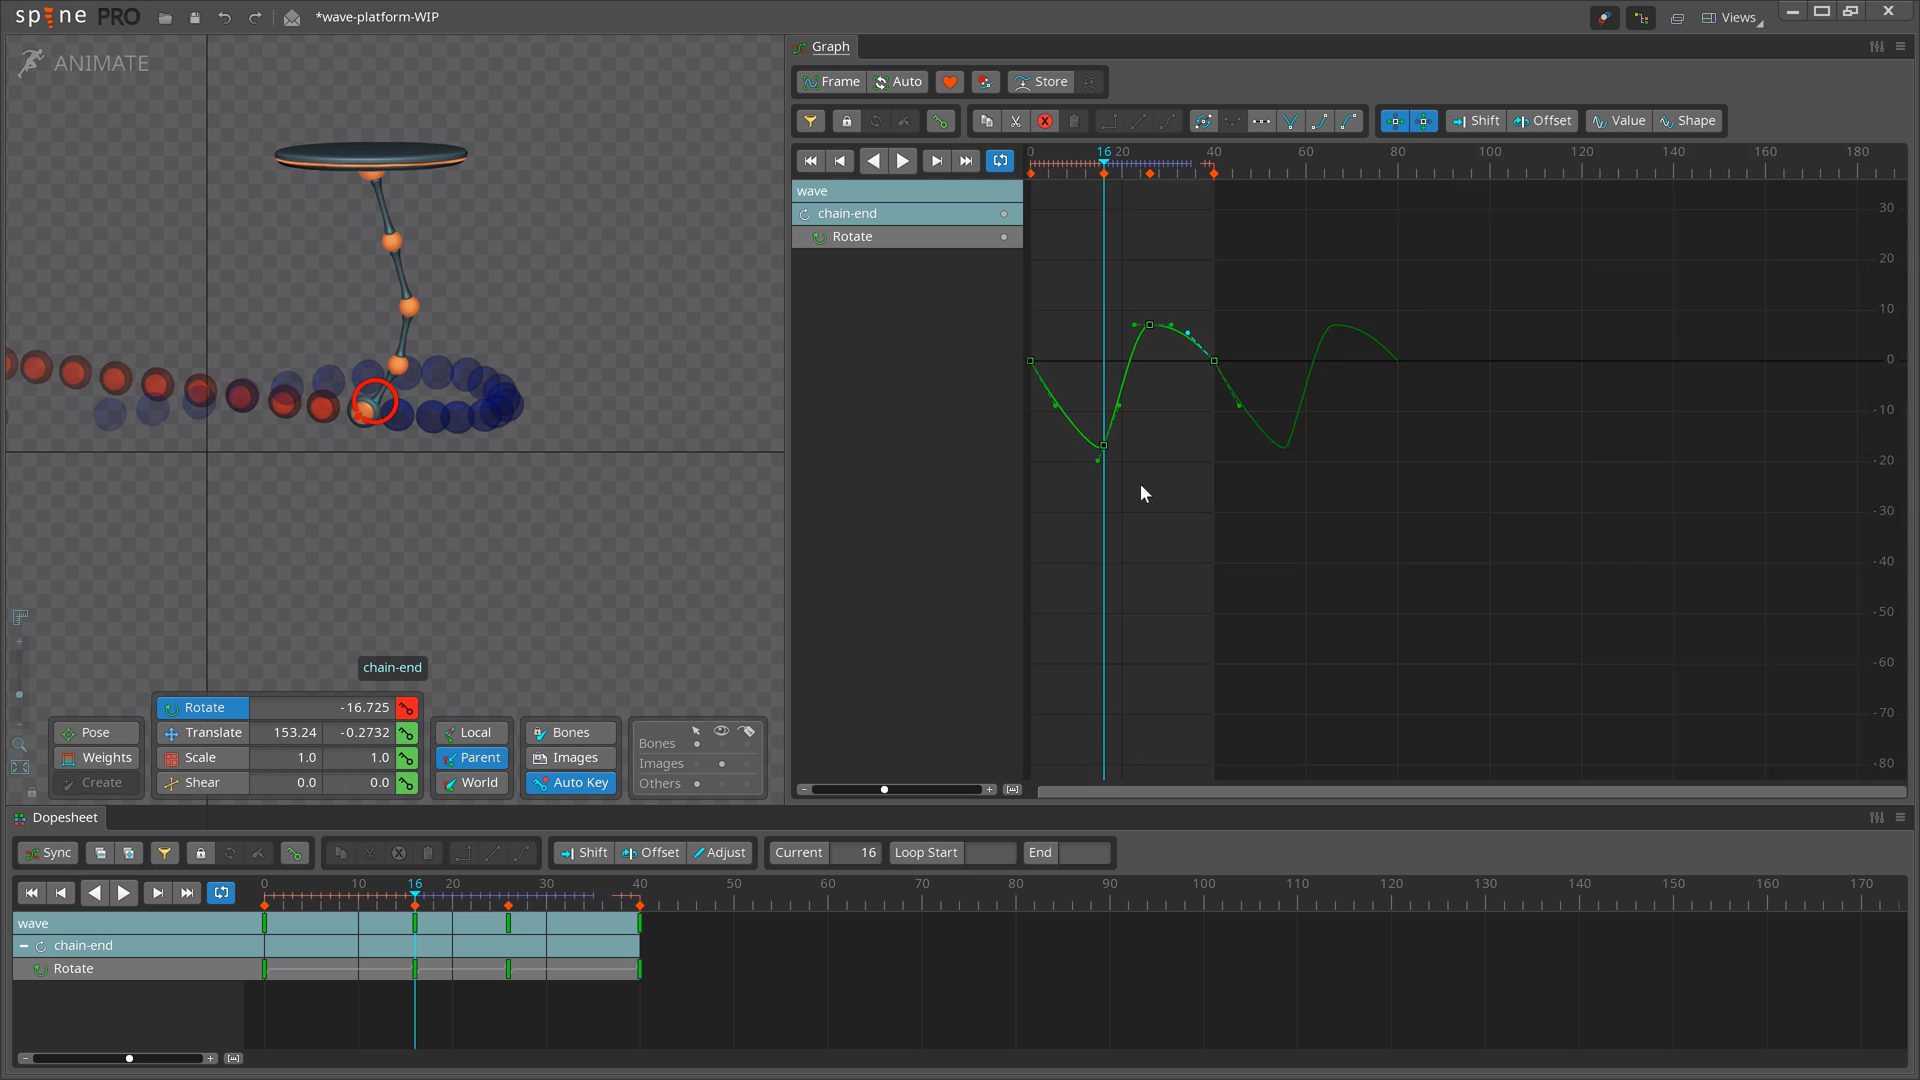 spine PRO *wave-platform-WIP Views
ANIMATE
Graph
Frame Auto Store
Shift Offset Value Shape
0 16 20 40 60 80 100 120 140 160 180
wave
chain-end
Rotate
30
20
10
0
-10
-20
-30
-40
-50
-60
-70
-80
chain-end
Rotate -16.725
Pose Translate 153.24 -0.2732 Local Bones
Weights Scale 1.0 1.0 Parent Images
Create Shear 0.0 0.0 World Auto Key
Bones
Images
Others
Dopesheet
Sync Shift Offset Adjust Current 16 Loop Start End
0 10 16 20 30 40 50 60 70 80 90 100 110 120 130 140 150 160 170
wave
chain-end
Rotate